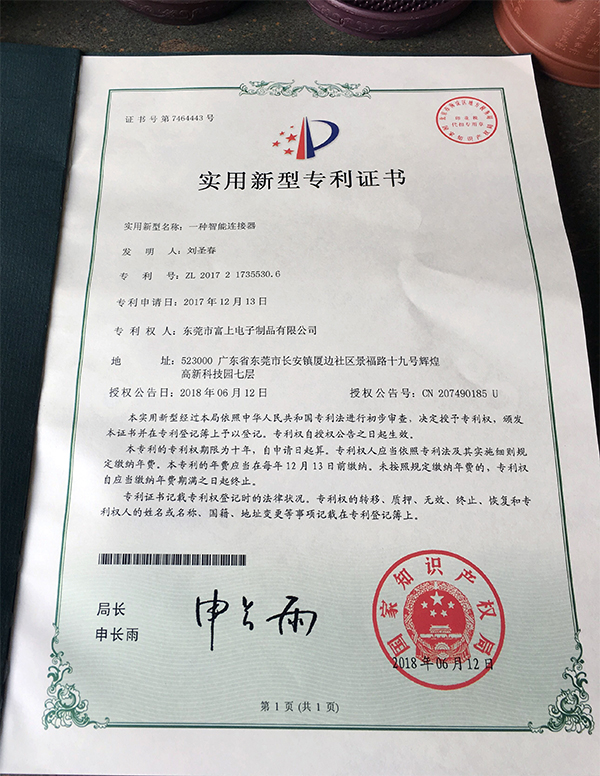 证书号第7464443号
实用新型专利证书
实用新型名称：一种智能连接器
发明人：刘圣春
专利号：ZL 2017 2 1735530.6
专利申请日：2017年12月13日
专利权人：东莞市富上电子制品有限公司
地址：523000 广东省东莞市长安镇厦边社区景福路十九号辉煌
高新科技园七层
授权公告日：2018年06月12日 授权公告号：CN 207490185 U
本实用新型经过本局依照中华人民共和国专利法进行初步审查，决定授予专利权，颁发
本证书并在专利登记簿上予以登记。专利权自授权公告之日起生效。
本专利的专利权期限为十年，自申请日起算。专利权人应当依照专利法及其实施细则规
定缴纳年费。本专利的年费应当在每年12月13日前缴纳。未按照规定缴纳年费的，专利权
自应当缴纳年费期满之日起终止。
专利证书记载专利权登记时的法律状况。专利权的转移、质押、无效、终止、恢复和专
利权人的姓名或名称、国籍、地址变更等事项记载在专利登记簿上。
局长
申长雨
申长雨
国家知识产权局
2018年06月12日
第1页(共1页)